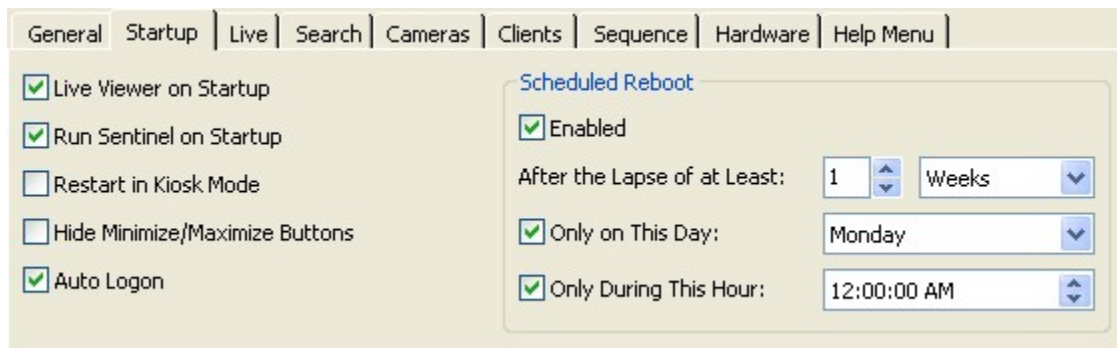 General Startup Live Search Cameras Clients Sequence Hardware Help Menu
Live Viewer on Startup
Run Sentinel on Startup
Restart in Kiosk Mode
Hide Minimize/Maximize Buttons
Auto Logon
Scheduled Reboot
Enabled
After the Lapse of at Least: 1 Weeks
Only on This Day: Monday
Only During This Hour: 12:00:00 AM